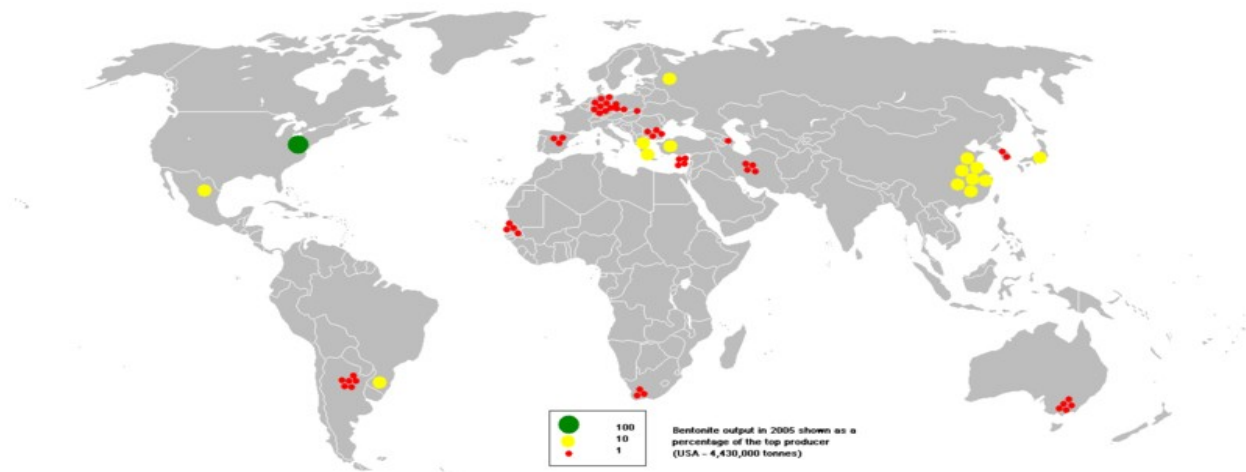 100
10
1
Bentonite output in 2005 shown as a
percentage of the top producer
(USA - 4,430,000 tonnes)